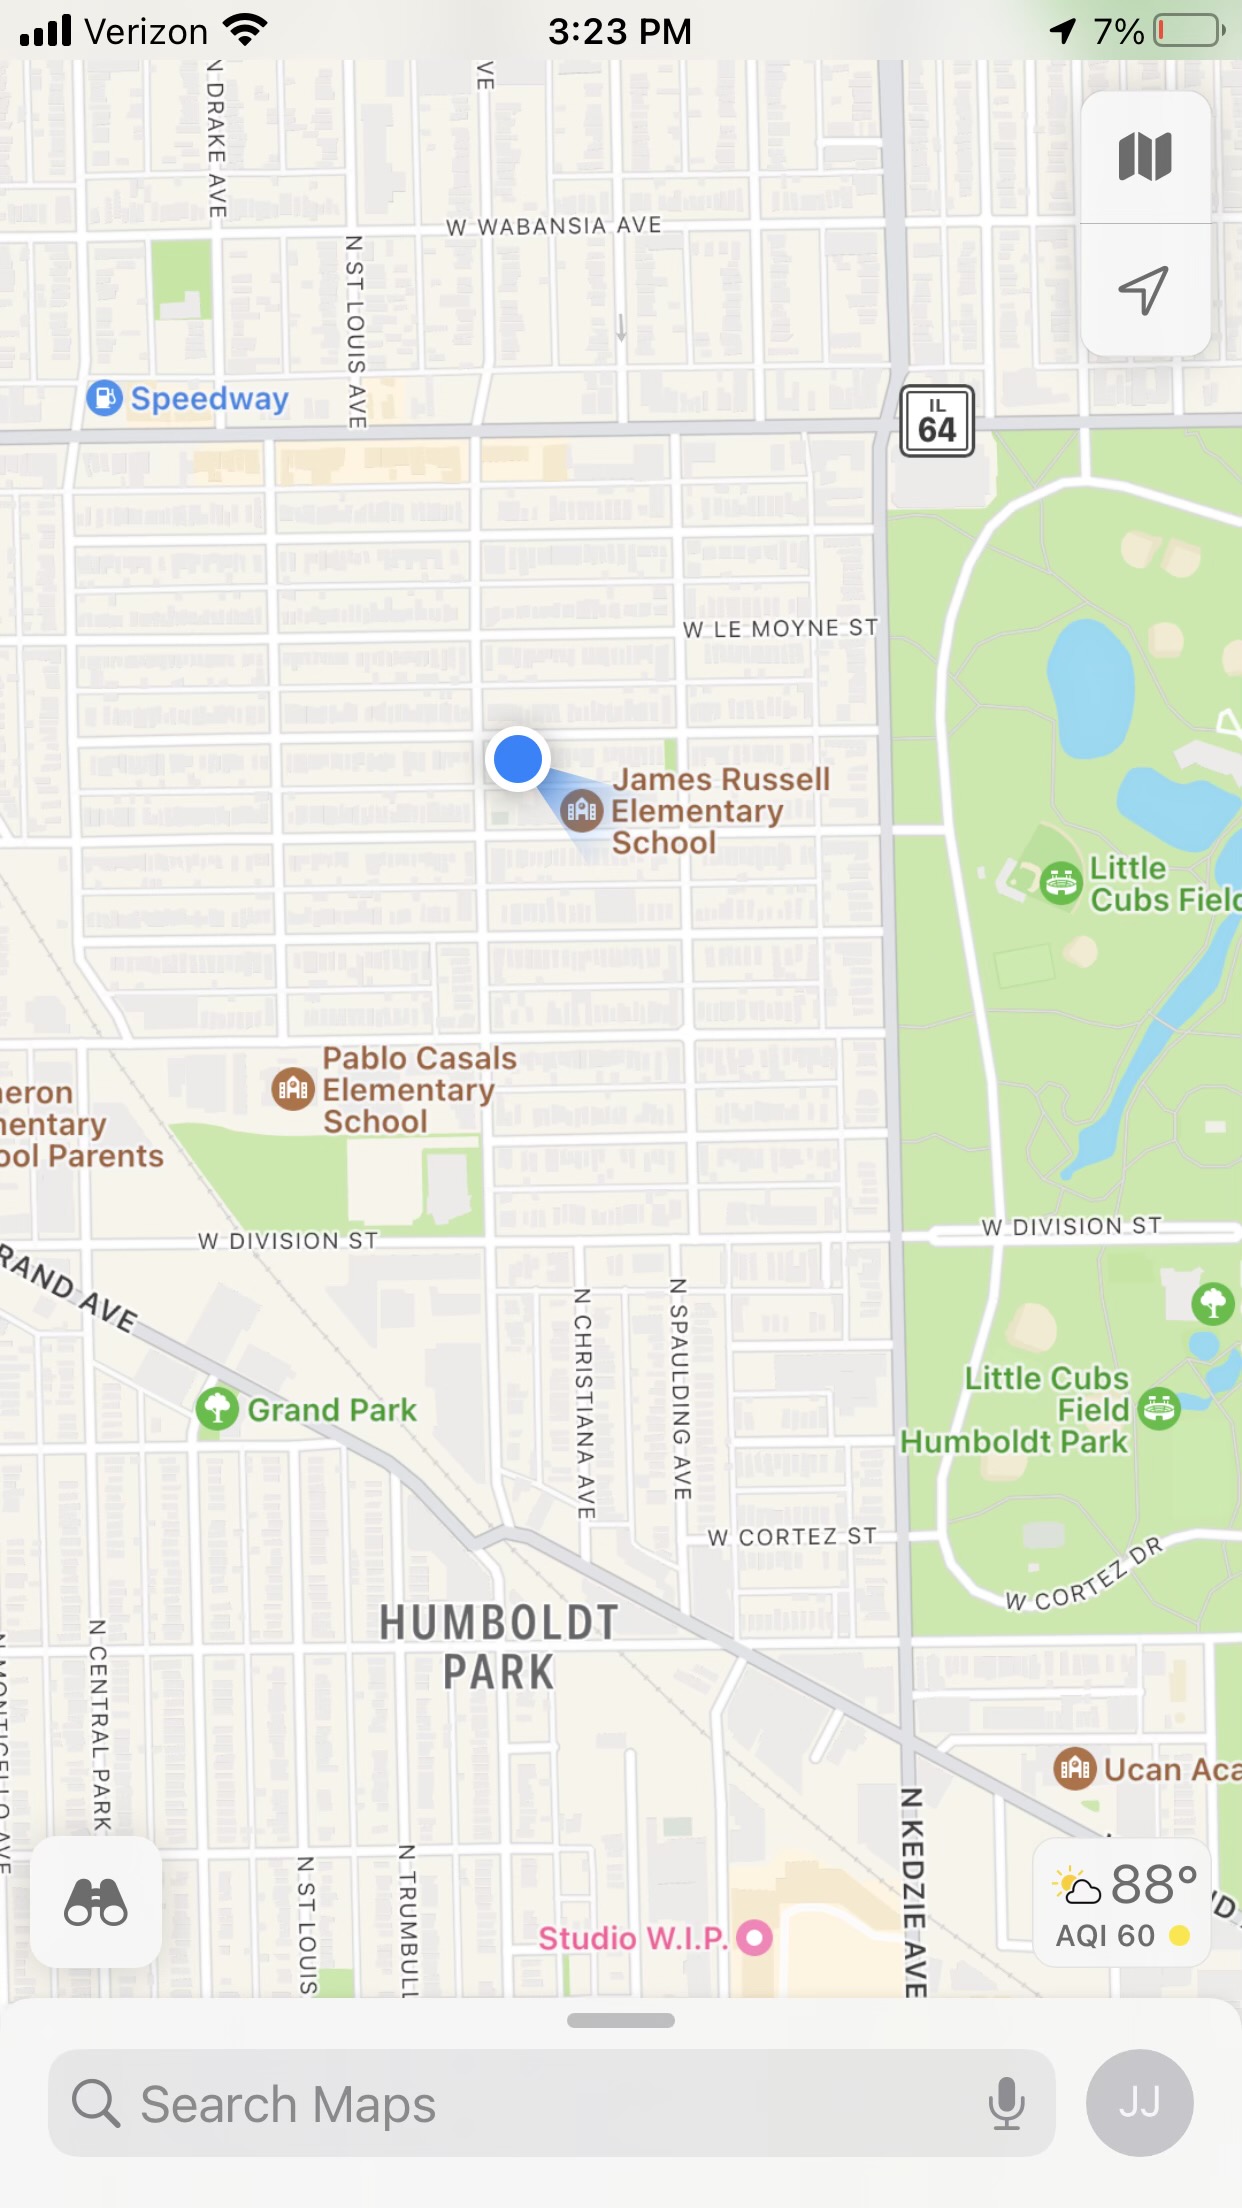 Verizon
3:23 PM
7%
N DRAKE AVE
VE
W WABANSIA AVE
N ST LOUIS AVE
Speedway
IL
64
W LE MOYNE ST
James Russell
Elementary
School
Little
Cubs Field
Pablo Casals
Elementary
School
eron
mentary
ool Parents
W DIVISION ST
W DIVISION ST
RAND AVE
N CHRISTIANA AVE
N SPAULDING AVE
Grand Park
Little Cubs
Field
Humboldt Park
W CORTEZ ST
W CORTEZ DR
HUMBOLDT
PARK
N MONTICELLO AVE
N CENTRAL PARK
Ucan Aca
N KEDZIE AVE
N ST LOUIS
N TRUMBULL
Studio W.I.P.
88°
AQI 60
Search Maps
JJ